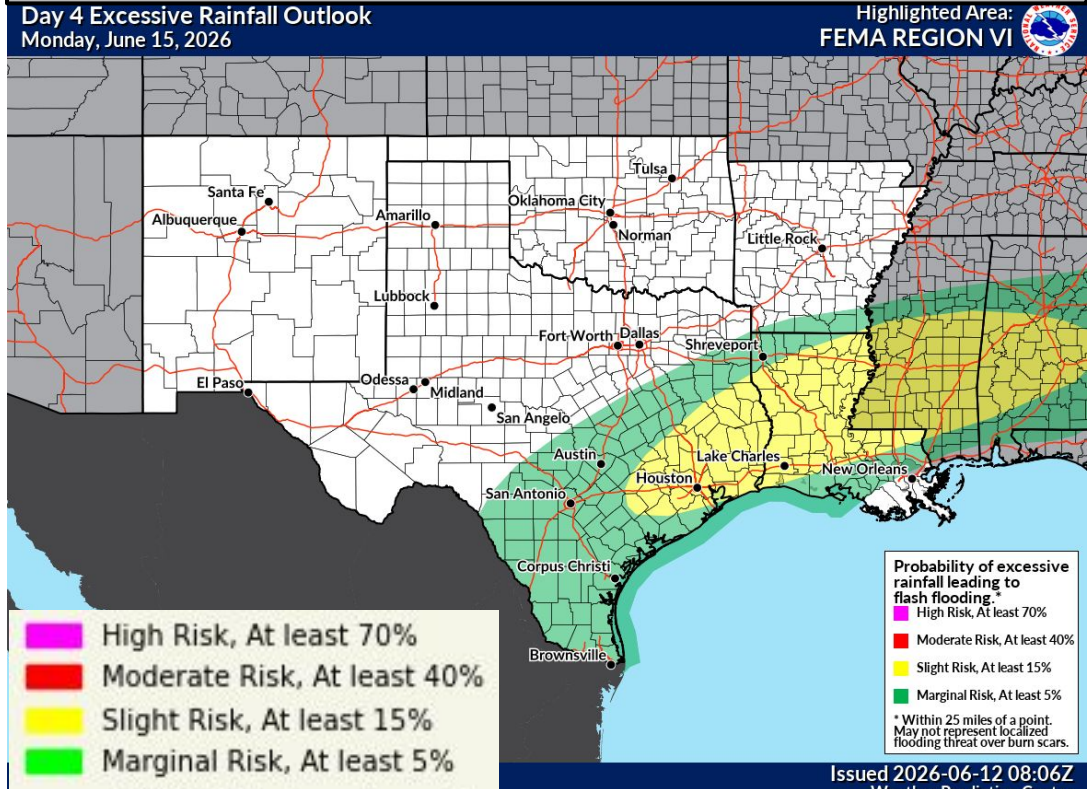 Day 4 Excessive Rainfall Outlook
Monday, June 15, 2026
Highlighted Area:
FEMA REGION VI
Santa Fe
Albuquerque
Amarillo
Tulsa
Oklahoma City
Norman
Little Rock
Lubbock
Fort Worth
Dallas
Shreveport
El Paso
Odessa
Midland
San Angelo
Austin
Lake Charles
Houston
New Orleans
San Antonio
Corpus Christi
Brownsville
Probability of excessive
rainfall leading to
flash flooding.*
High Risk, At least 70%
Moderate Risk, At least 40%
Slight Risk, At least 15%
Marginal Risk, At least 5%
* Within 25 miles of a point.
May not represent localized
flooding threat over burn scars.
High Risk, At least 70%
Moderate Risk, At least 40%
Slight Risk, At least 15%
Marginal Risk, At least 5%
Issued 2026-06-12 08:06Z